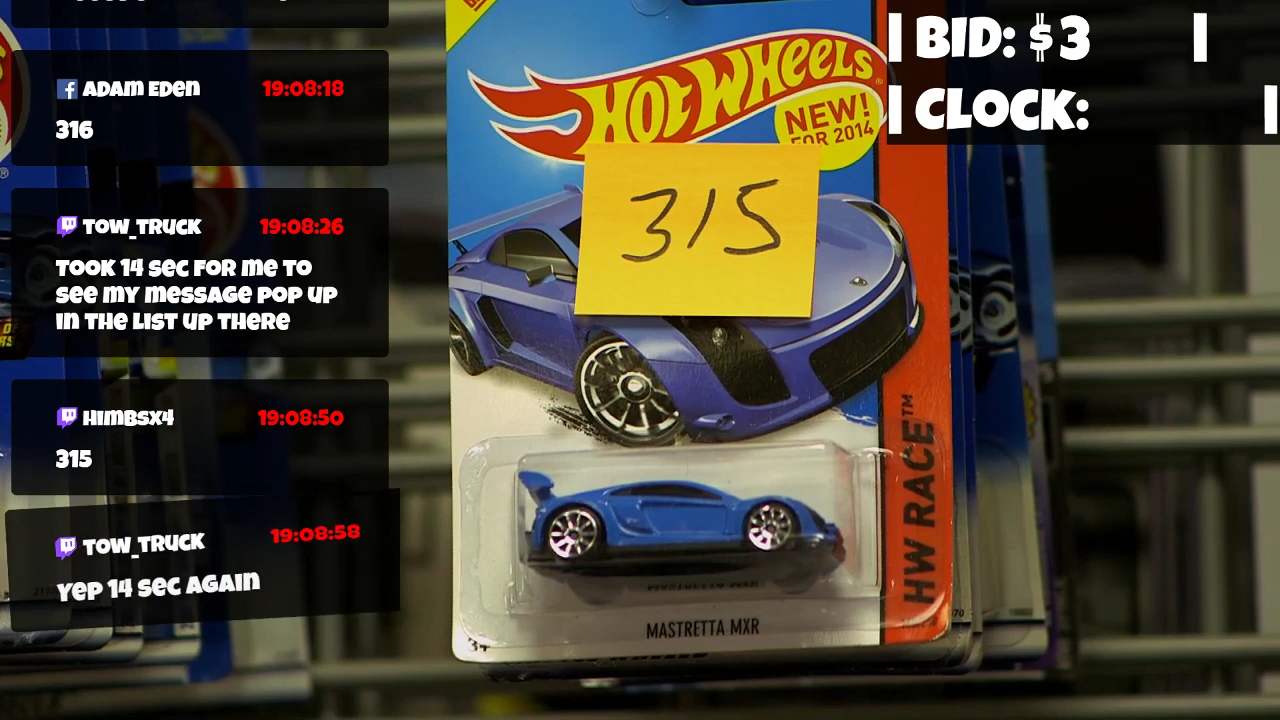 Adam Eden 19:08:18
316
TOW_TRUCK 19:08:26
Took 14 sec for me to
see my message pop up
in the list up there
himbsx4 19:08:50
315
TOW_TRUCK 19:08:58
Yep 14 sec again
HOT WHEELS®
NEW!
FOR 2014
315
HW RACE™
MASTRETTA MXR
3+
| BID: $3 |
| CLOCK: |